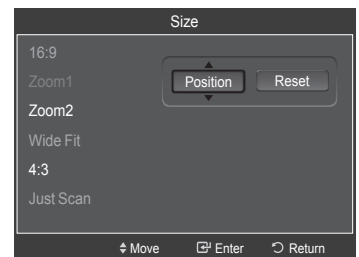 Size
16:9
Zoom1
Position Reset
Zoom2
Wide Fit
4:3
Just Scan
Move Enter Return